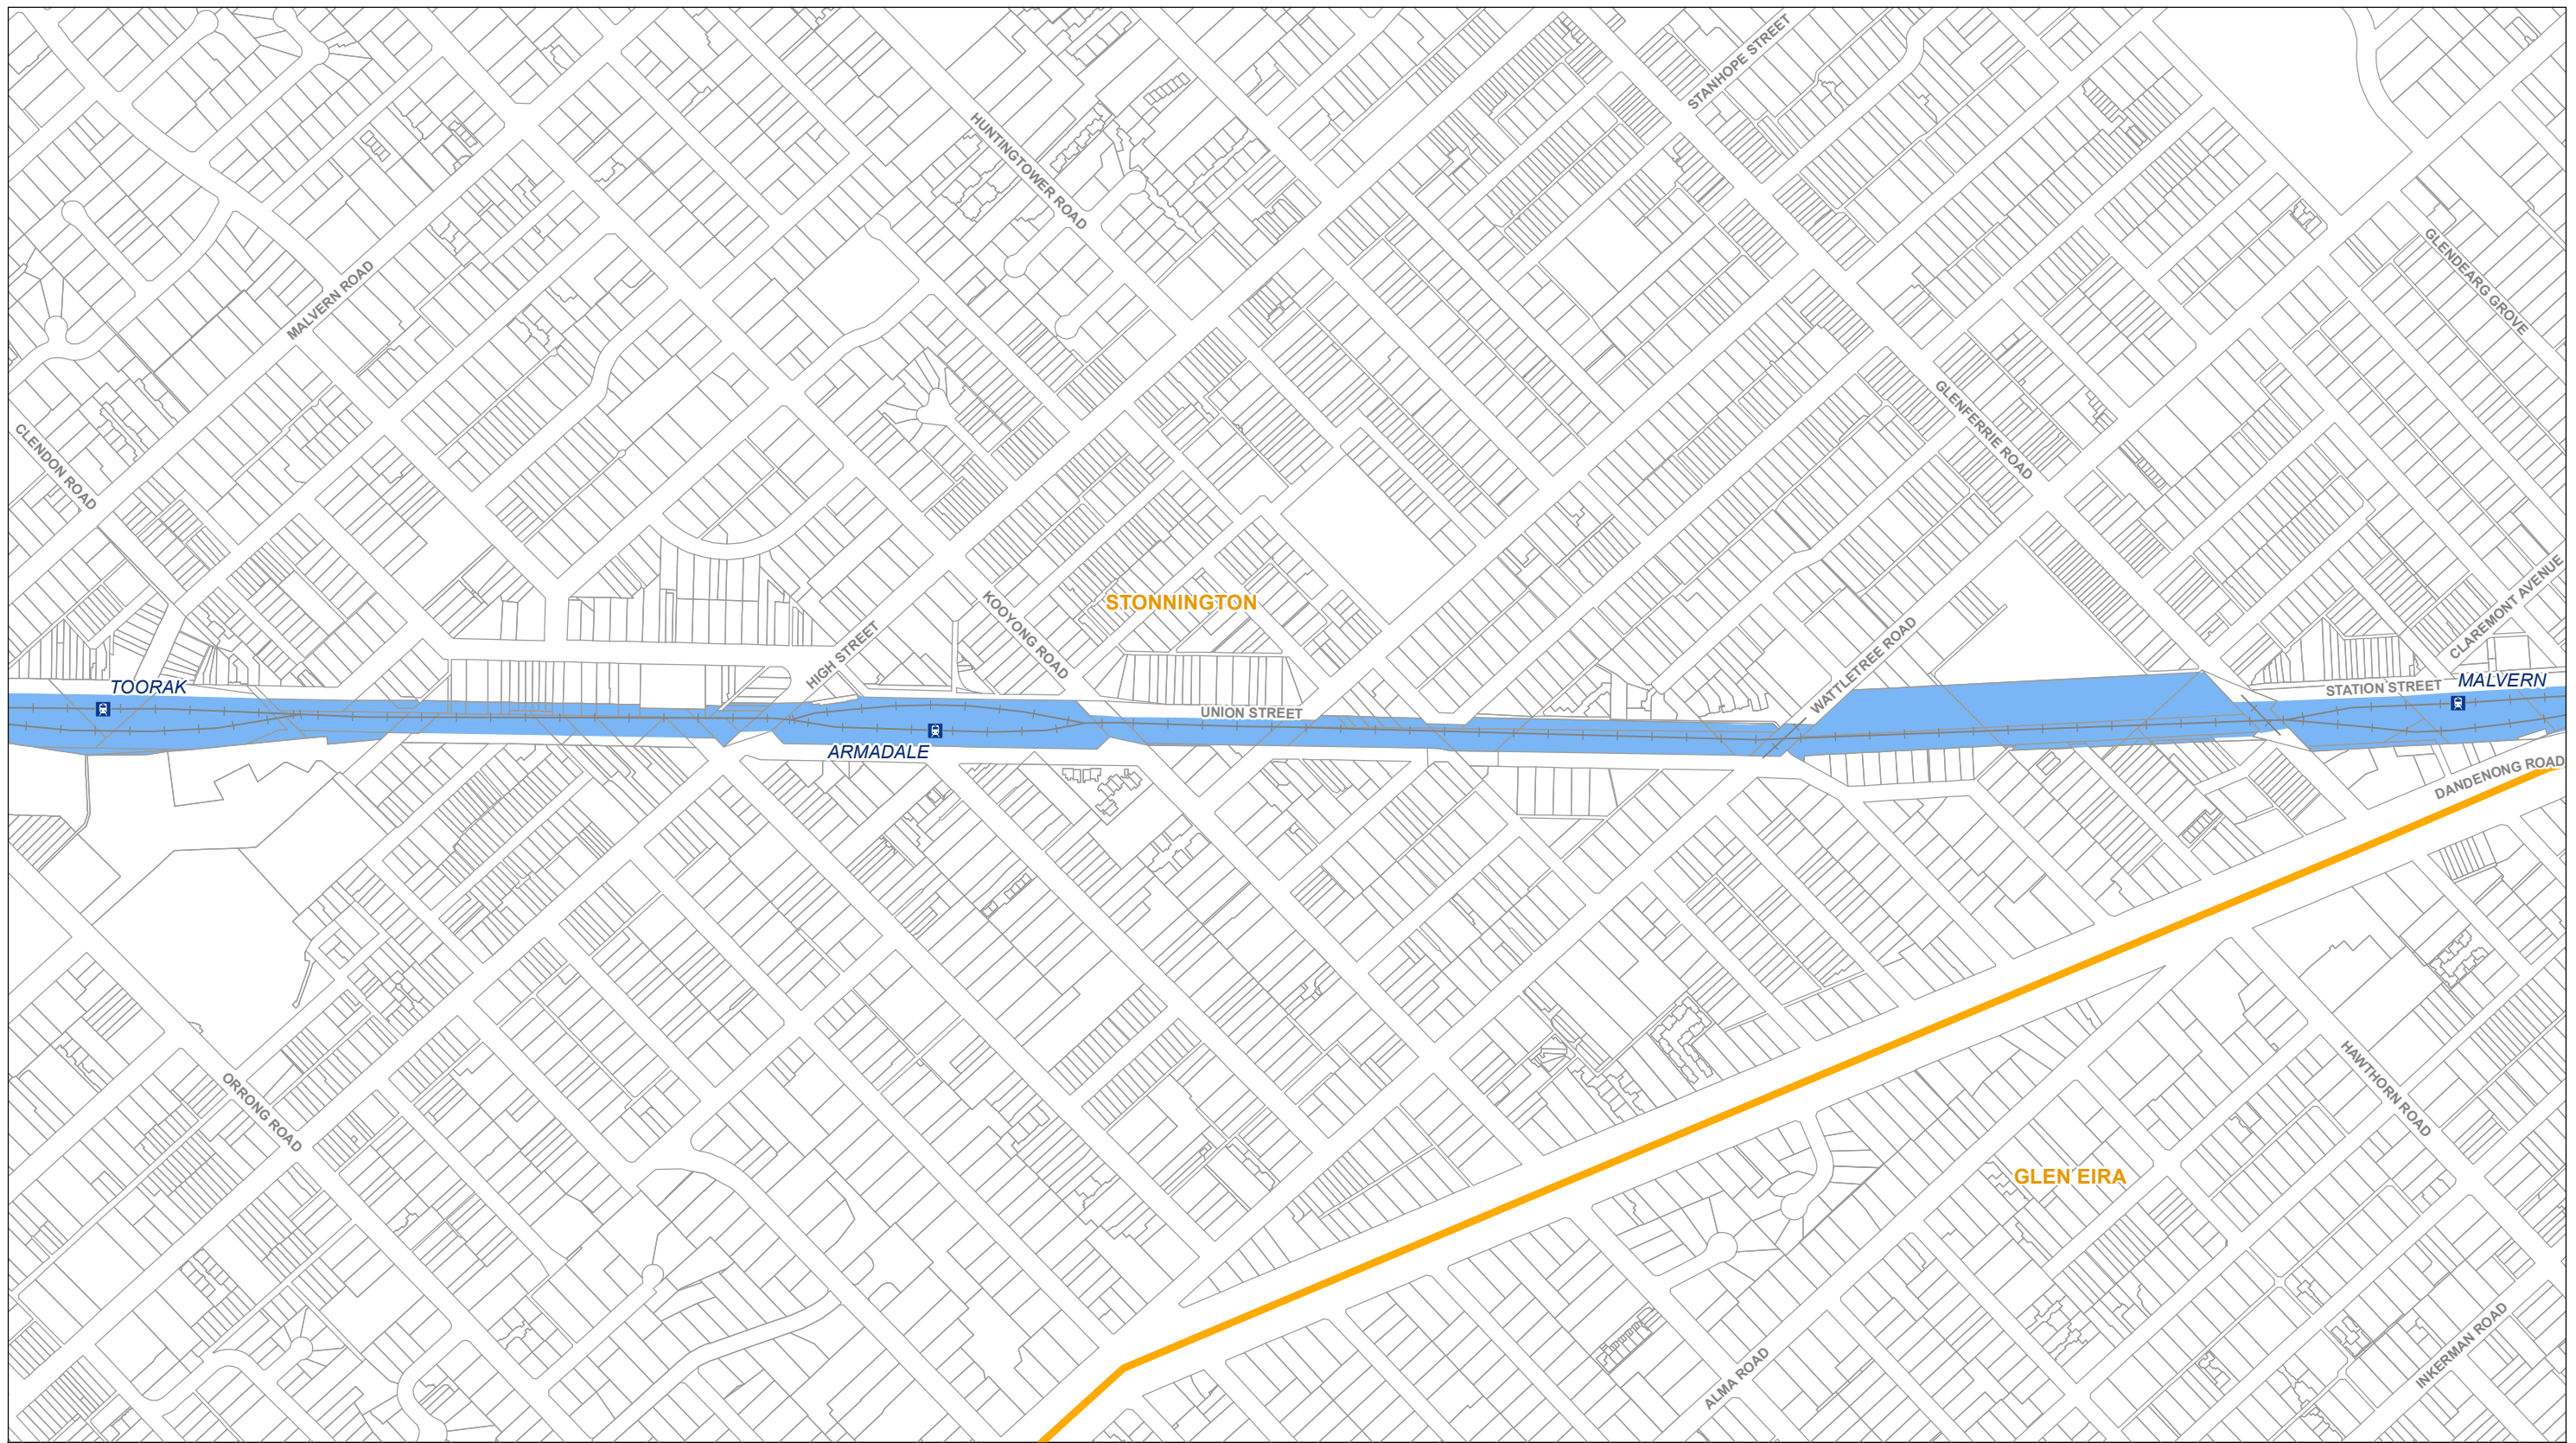 STANHOPE STREET
HUNTINGTOWER ROAD
GLENDEARG GROVE
MALVERN ROAD
GLENFERRIE ROAD
CLENDON ROAD
STONNINGTON
KOOYONG ROAD
CLAREMONT AVENUE
HIGH STREET
WATTLETREE ROAD
TOORAK
STATION STREET
MALVERN
UNION STREET
ARMADALE
DANDENONG ROAD
HAWTHORN ROAD
ORRONG ROAD
GLEN EIRA
INKERMAN ROAD
ALMA ROAD